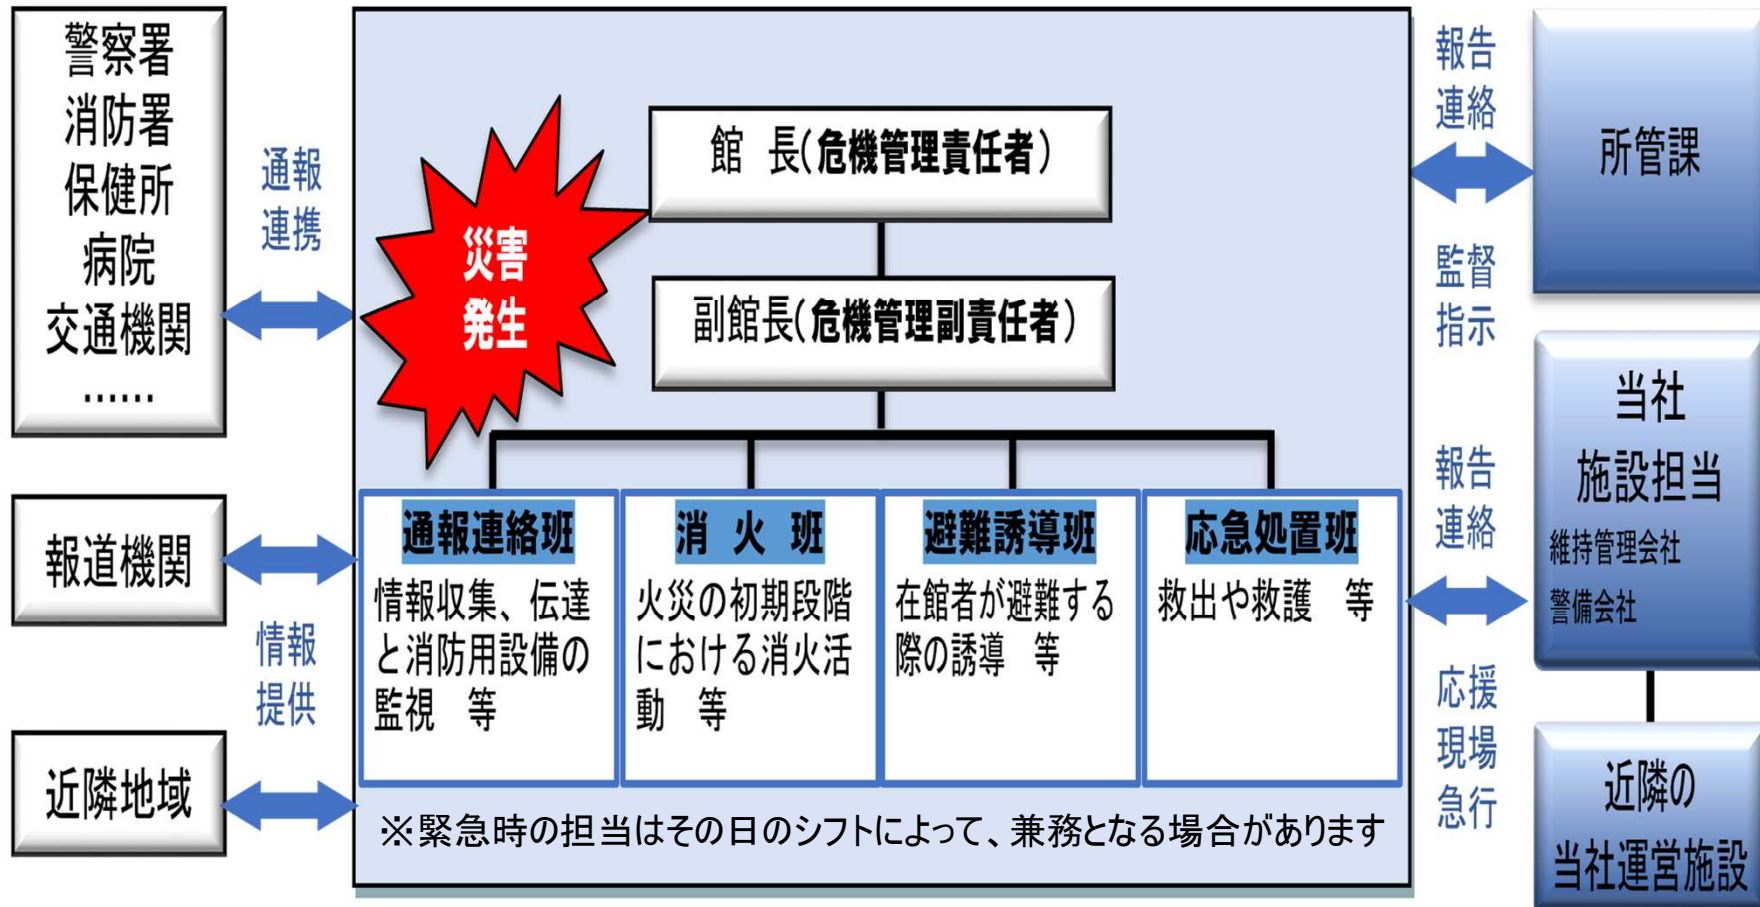 警察署
消防署
保健所
病院
交通機関
……
通報
連携
報道機関
情報
提供
近隣地域
災害
発生
館 長(危機管理責任者)
副館長(危機管理副責任者)
通報連絡班
情報収集、伝達
と消防用設備の
監視 等
消 火 班
火災の初期段階
における消火活
動 等
避難誘導班
在館者が避難する
際の誘導 等
応急処置班
救出や救護 等
※緊急時の担当はその日のシフトによって、兼務となる場合があります
報告
連絡
監督
指示
所管課
報告
連絡
応援
現場
急行
当社
施設担当
維持管理会社
警備会社
近隣の
当社運営施設